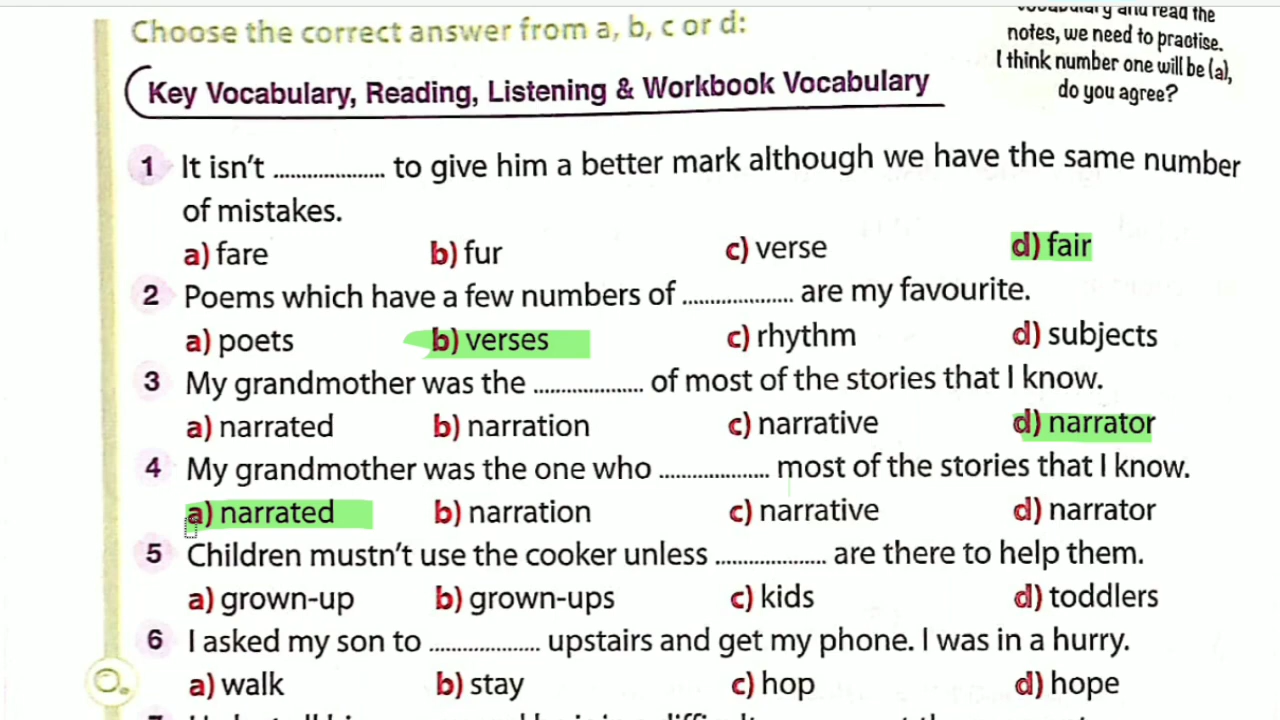 Choose the correct answer from a, b, c or d:
vocabulary and read the
notes, we need to practise.
I think number one will be (a),
do you agree?
Key Vocabulary, Reading, Listening & Workbook Vocabulary
1 It isn't .................... to give him a better mark although we have the same number
of mistakes.
a) fare b) fur c) verse d) fair
2 Poems which have a few numbers of .................... are my favourite.
a) poets b) verses c) rhythm d) subjects
3 My grandmother was the .................... of most of the stories that I know.
a) narrated b) narration c) narrative d) narrator
4 My grandmother was the one who .................... most of the stories that I know.
a) narrated b) narration c) narrative d) narrator
5 Children mustn't use the cooker unless .................... are there to help them.
a) grown-up b) grown-ups c) kids d) toddlers
6 I asked my son to .................... upstairs and get my phone. I was in a hurry.
a) walk b) stay c) hop d) hope